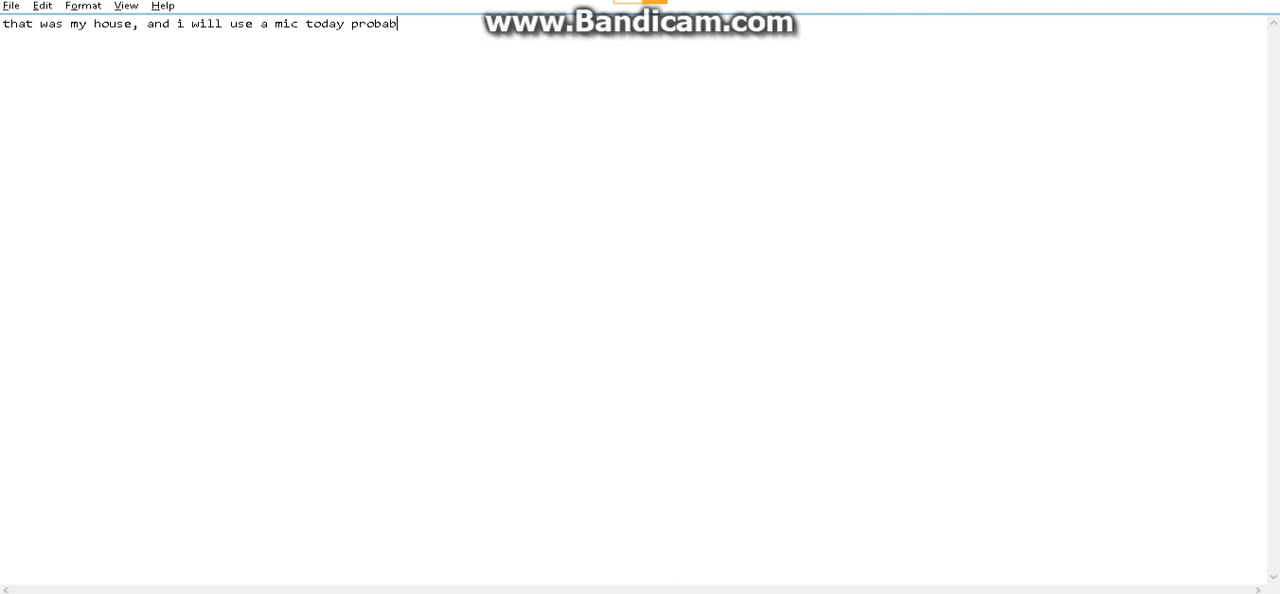 File Edit Format View Help
www.Bandicam.com
that was my house, and i will use a mic today probab